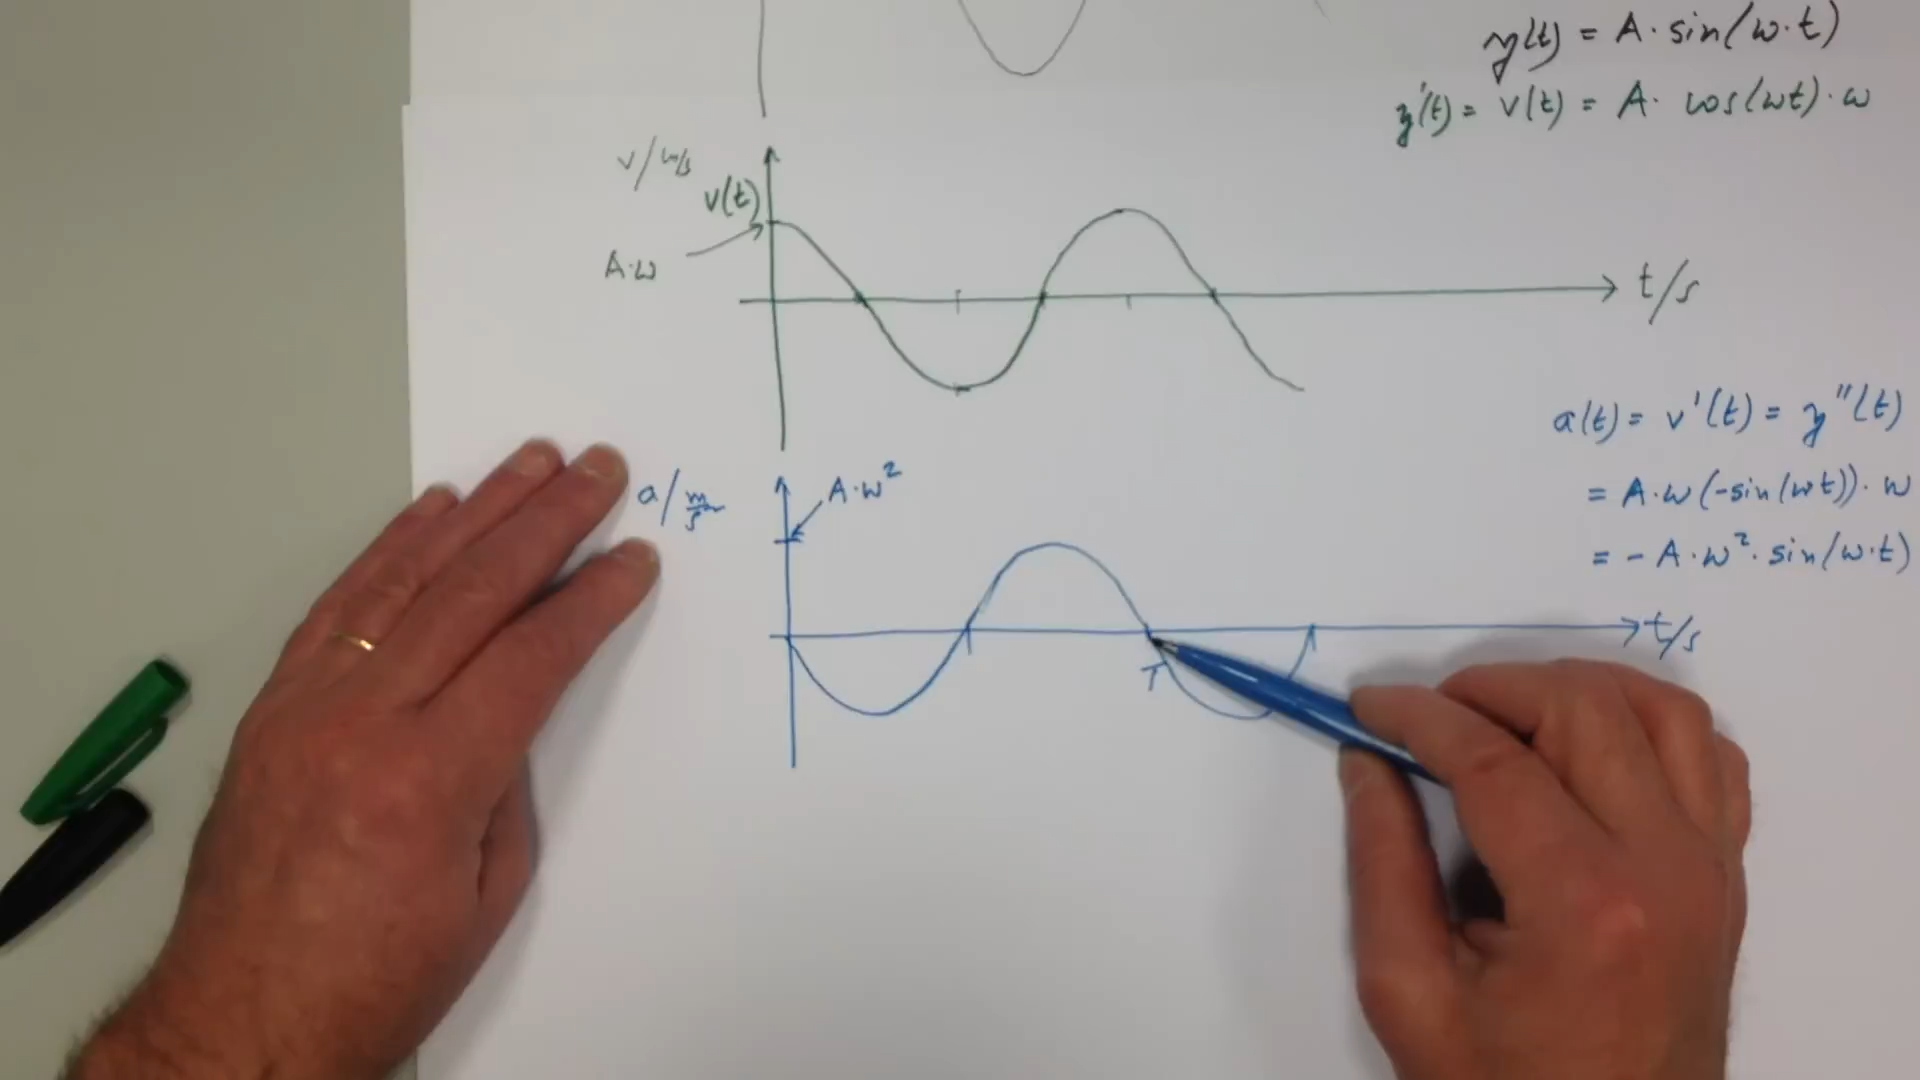 y(t) = A · sin(ω · t)
y'(t) = v(t) = A · cos(ωt) · ω
v/m/s
v(t)
A·ω
t/s
a(t) = v'(t) = y''(t)
= A·ω(-sin(ωt))·ω
= -A·ω²·sin(ω·t)
a/m/s²
A·ω²
t/s
T